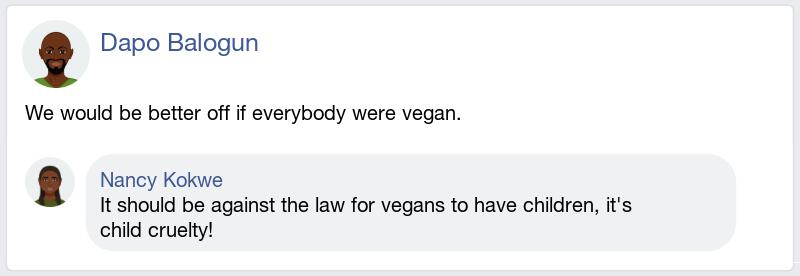 Dapo Balogun
We would be better off if everybody were vegan.
Nancy Kokwe
It should be against the law for vegans to have children, it's
child cruelty!